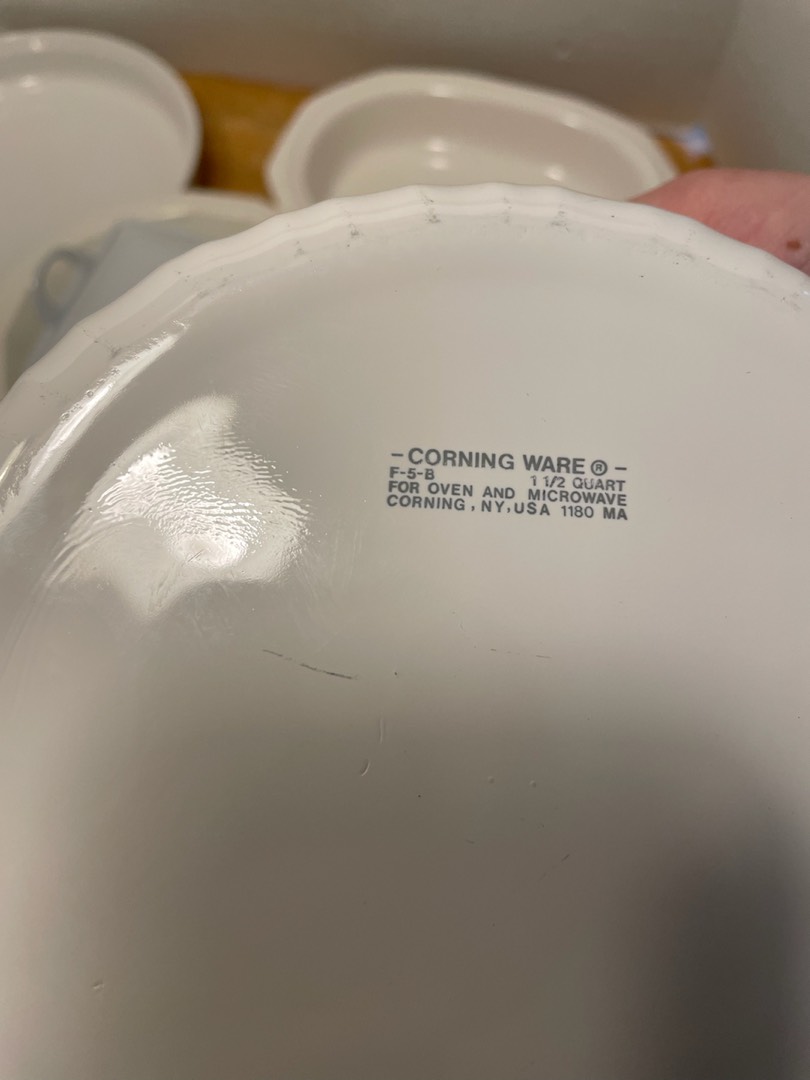 -CORNING WARE®-
F-5-B 1 1/2 QUART
FOR OVEN AND MICROWAVE
CORNING, NY, USA 1180 MA